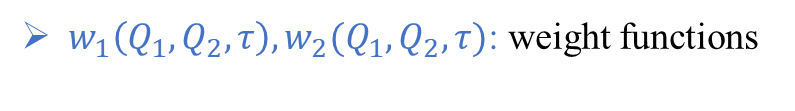 ➢ w₁(Q₁, Q₂, τ), w₂(Q₁, Q₂, τ): weight functions